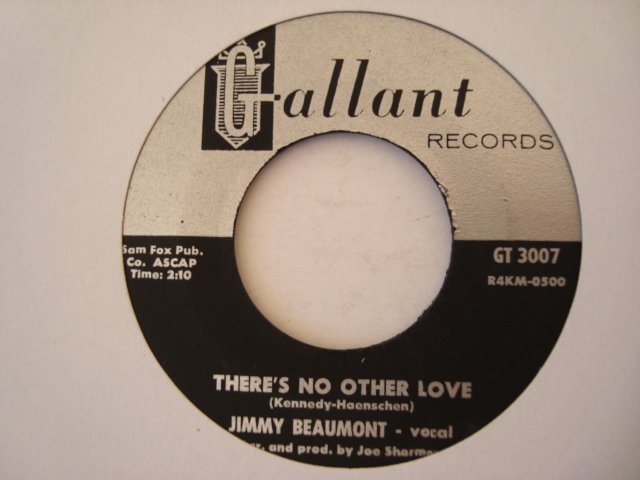 Gallant
RECORDS
Sam Fox Pub.
Co. ASCAP
Time: 2:10
GT 3007
R4KM-0500
THERE'S NO OTHER LOVE
(Kennedy-Haenschen)
JIMMY BEAUMONT - vocal
and prod. by Joe